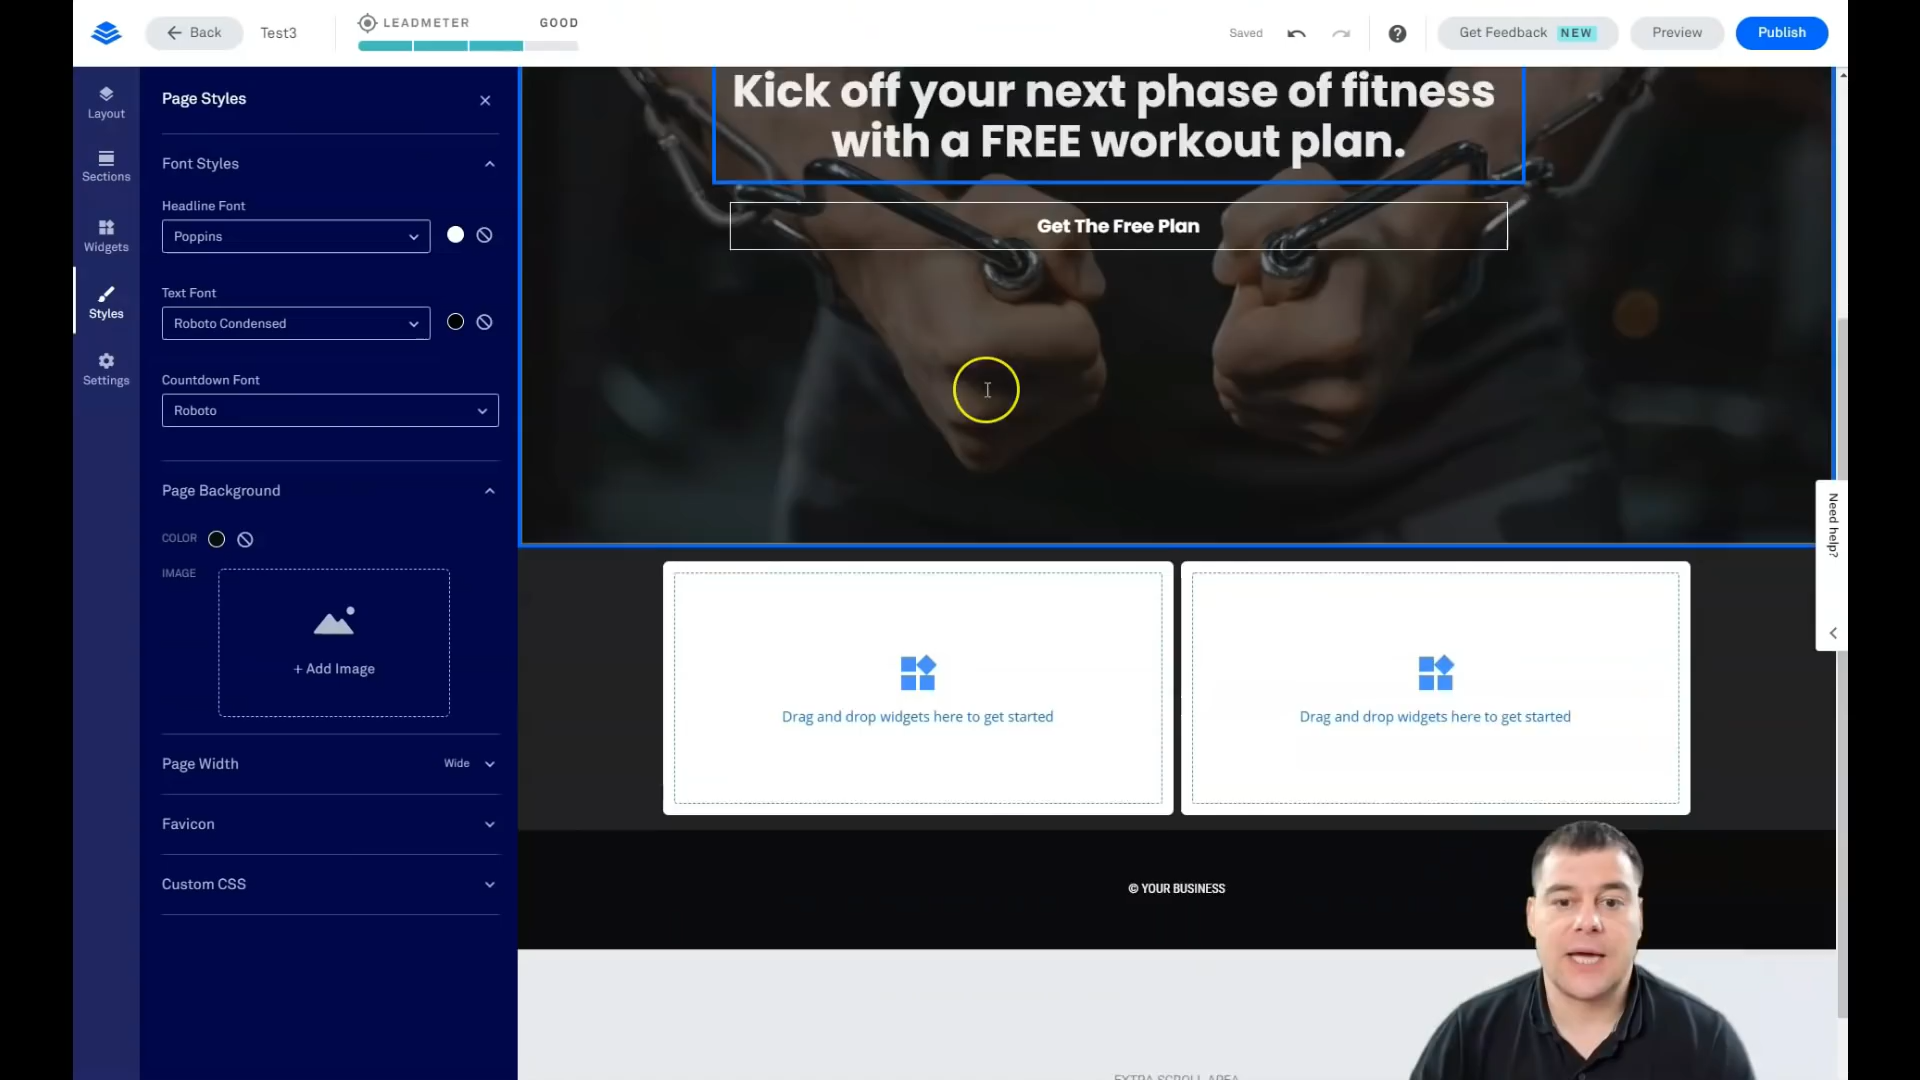 Back
Test3
LEADMETER
GOOD
Saved
Get Feedback NEW
Preview
Publish
Layout
Sections
Widgets
Styles
Settings
Page Styles
Font Styles
Headline Font
Poppins
Text Font
Roboto Condensed
Countdown Font
Roboto
Page Background
COLOR
IMAGE
+ Add Image
Page Width
Wide
Favicon
Custom CSS
Kick off your next phase of fitness
with a FREE workout plan.
Get The Free Plan
Drag and drop widgets here to get started
Drag and drop widgets here to get started
© YOUR BUSINESS
EXTRA SCROLL AREA
Need help?